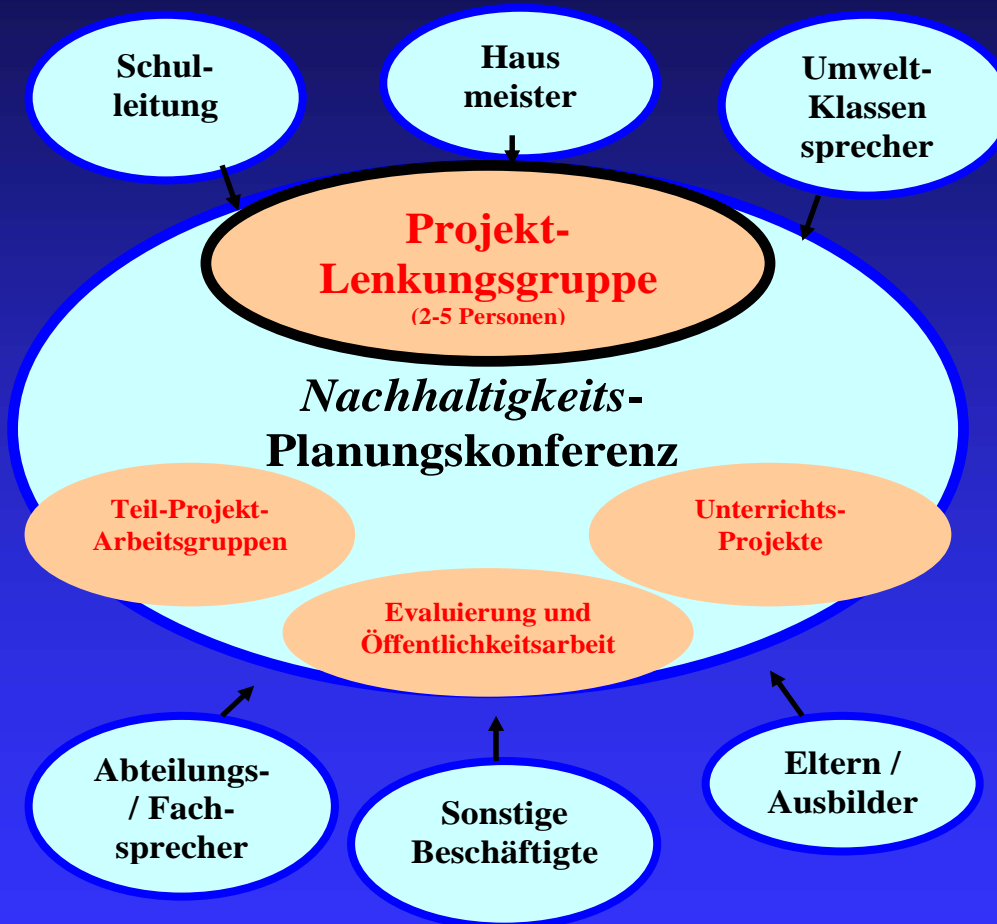 Schul-
leitung
Haus
meister
Umwelt-
Klassen
sprecher
Projekt-
Lenkungsgruppe
(2-5 Personen)
Nachhaltigkeits-
Planungskonferenz
Teil-Projekt-
Arbeitsgruppen
Unterrichts-
Projekte
Evaluierung und
Öffentlichkeitsarbeit
Abteilungs-
/ Fach-
sprecher
Sonstige
Beschäftigte
Eltern /
Ausbilder